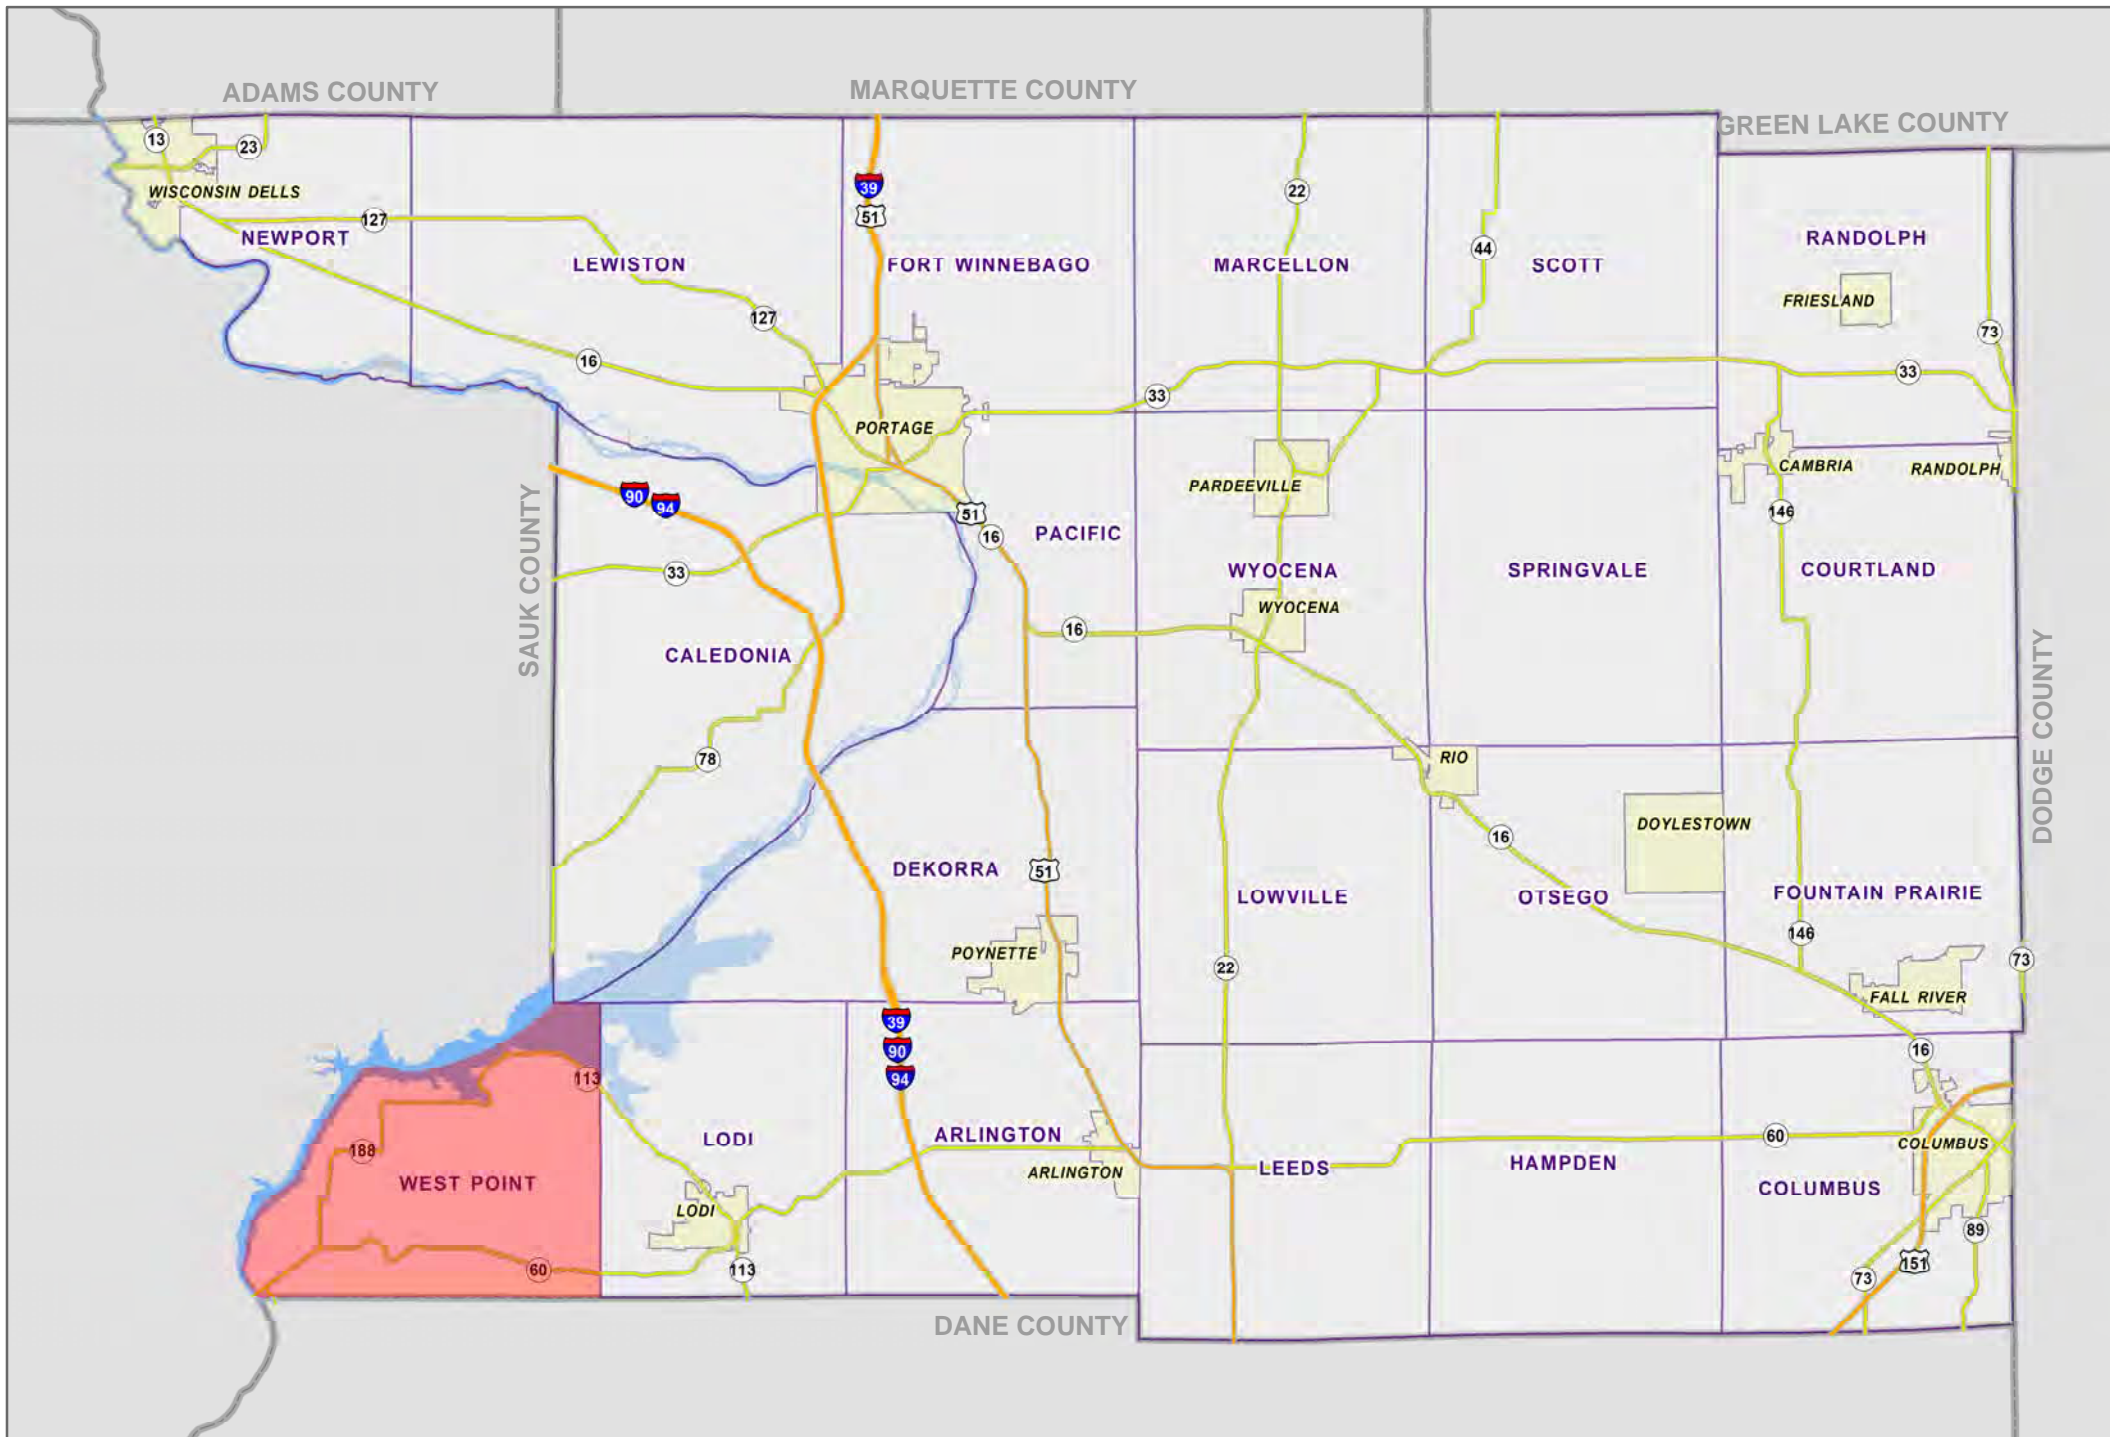 ADAMS COUNTY
MARQUETTE COUNTY
GREEN LAKE COUNTY
13
23
WISCONSIN DELLS
127
NEWPORT
LEWISTON
39
51
FORT WINNEBAGO
22
MARCELLON
44
SCOTT
RANDOLPH
FRIESLAND
73
127
16
33
33
PORTAGE
PARDEEVILLE
CAMBRIA
RANDOLPH
90
94
51
16
PACIFIC
146
SAUK COUNTY
33
WYOCENA
SPRINGVALE
COURTLAND
WYOCENA
16
CALEDONIA
DODGE COUNTY
78
RIO
DOYLESTOWN
16
DEKORRA
51
LOWVILLE
OTSEGO
FOUNTAIN PRAIRIE
146
POYNETTE
22
73
FALL RIVER
39
90
94
16
113
LODI
ARLINGTON
60
COLUMBUS
188
WEST POINT
ARLINGTON
LEEDS
HAMPDEN
COLUMBUS
LODI
89
60
113
151
73
DANE COUNTY